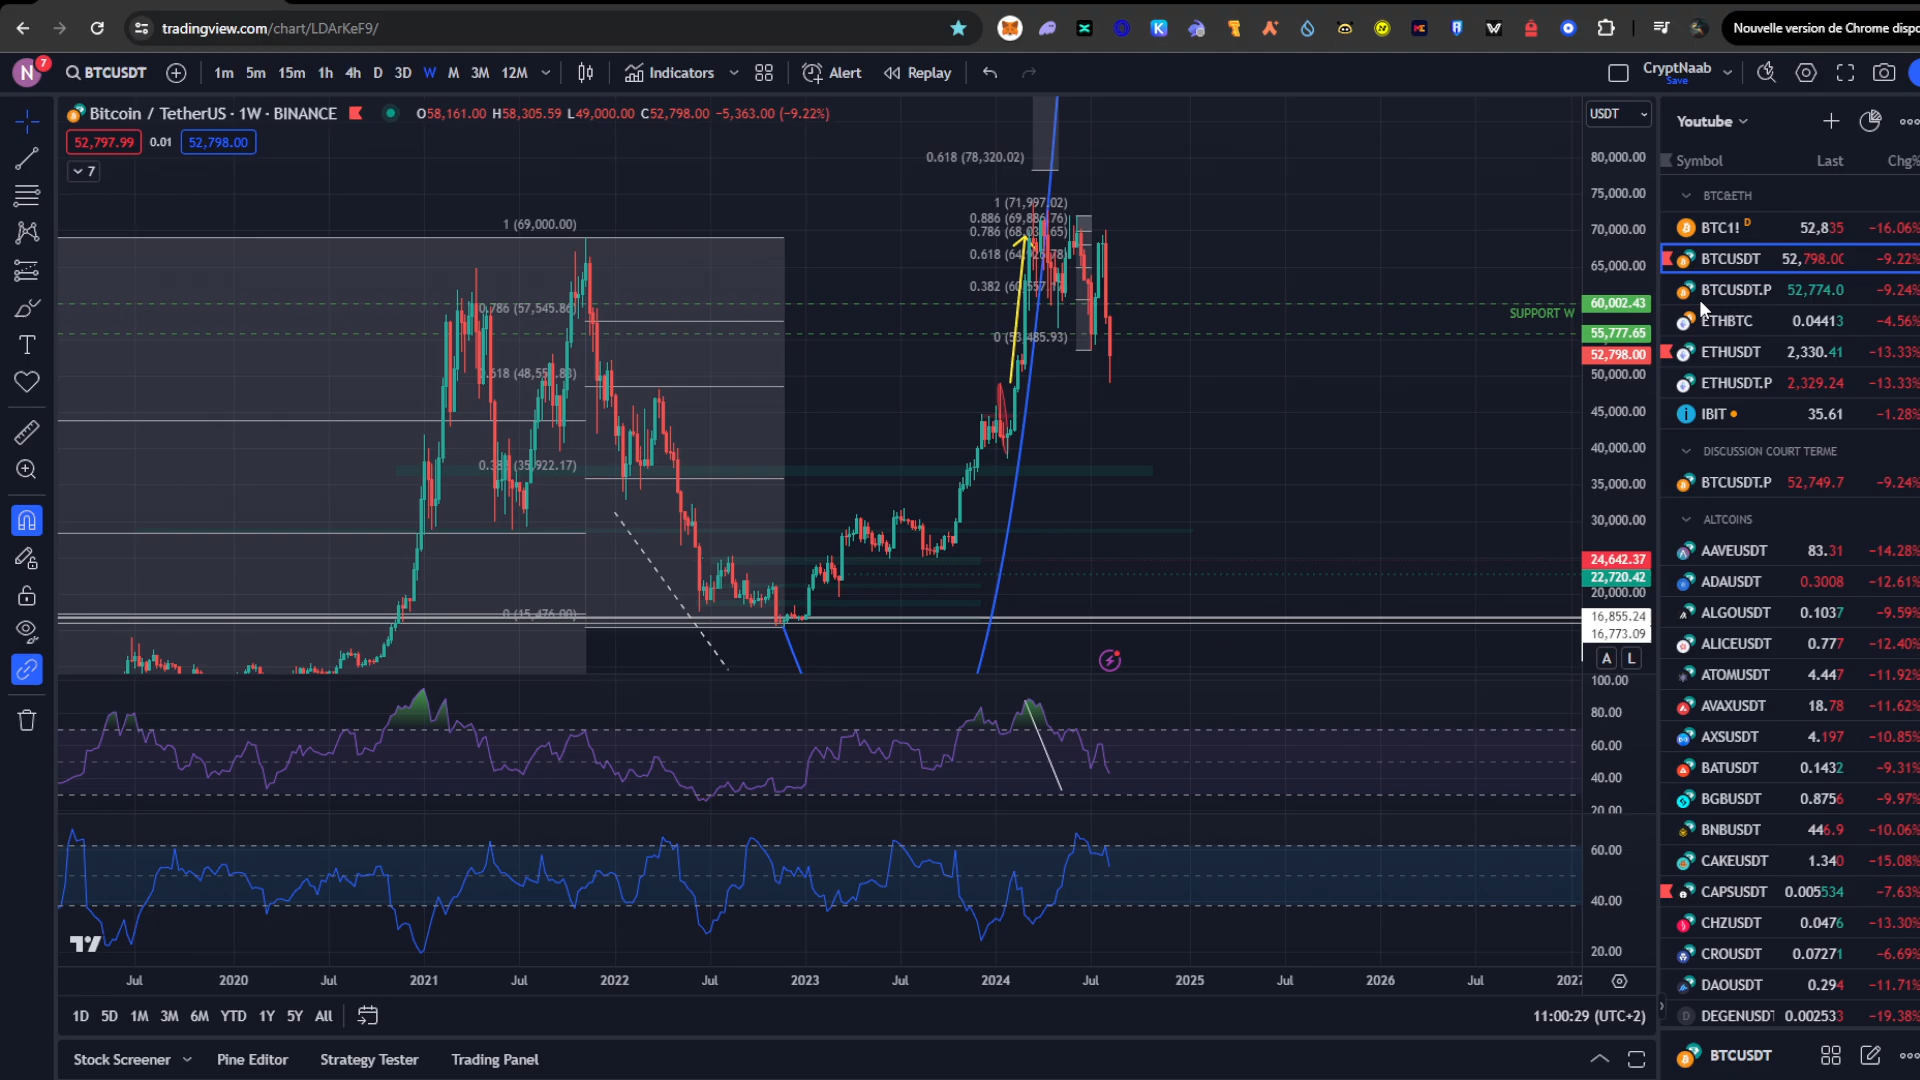 tradingview.com/chart/LDArKeF9/
Nouvelle version de Chrome dispo
N 7
BTCUSDT
1m 5m 15m 1h 4h D 3D W M 3M 12M
Indicators
Alert
Replay
CryptNaab
Save
Bitcoin / TetherUS · 1W · BINANCE
O58,161.00 H58,305.59 L49,000.00 C52,798.00 −5,363.00 (−9.22%)
52,797.99 0.01 52,798.00
7
USDT
0.618 (78,320.02)
1 (71,997.02)
1 (69,000.00)
0.786 (57,545.86)
0 (53,485.93)
SUPPORT W
0 (15,476.00)
80,000.00
75,000.00
70,000.00
65,000.00
60,002.43
55,777.65
52,798.00
50,000.00
45,000.00
40,000.00
35,000.00
30,000.00
24,642.37
22,720.42
20,000.00
16,855.24
16,773.09
A L
100.00
80.00
60.00
40.00
20.00
60.00
40.00
20.00
Jul 2020 Jul 2021 Jul 2022 Jul 2023 Jul 2024 Jul 2025 Jul 2026 Jul 2027
1D 5D 1M 3M 6M YTD 1Y 5Y All
11:00:29 (UTC+2)
Stock Screener Pine Editor Strategy Tester Trading Panel
Youtube
Symbol Last Chg%
BTC&ETH
BTC1! D 52,835 −16.06%
BTCUSDT 52,798.00 −9.22%
BTCUSDT.P 52,774.0 −9.24%
ETHBTC 0.04413 −4.56%
ETHUSDT 2,330.41 −13.33%
ETHUSDT.P 2,329.24 −13.33%
IBIT 35.61 −1.28%
DISCUSSION COURT TERME
BTCUSDT.P 52,749.7 −9.24%
ALTCOINS
AAVEUSDT 83.31 −14.28%
ADAUSDT 0.3008 −12.61%
ALGOUSDT 0.1037 −9.59%
ALICEUSDT 0.777 −12.40%
ATOMUSDT 4.447 −11.92%
AVAXUSDT 18.78 −11.62%
AXSUSDT 4.197 −10.85%
BATUSDT 0.1432 −9.31%
BGBUSDT 0.8756 −9.97%
BNBUSDT 446.9 −10.06%
CAKEUSDT 1.340 −15.08%
CAPSUSDT 0.005534 −7.63%
CHZUSDT 0.0476 −13.30%
CROUSDT 0.07271 −6.69%
DAOUSDT 0.294 −11.71%
DEGENUSDT 0.002533 −19.38%
BTCUSDT